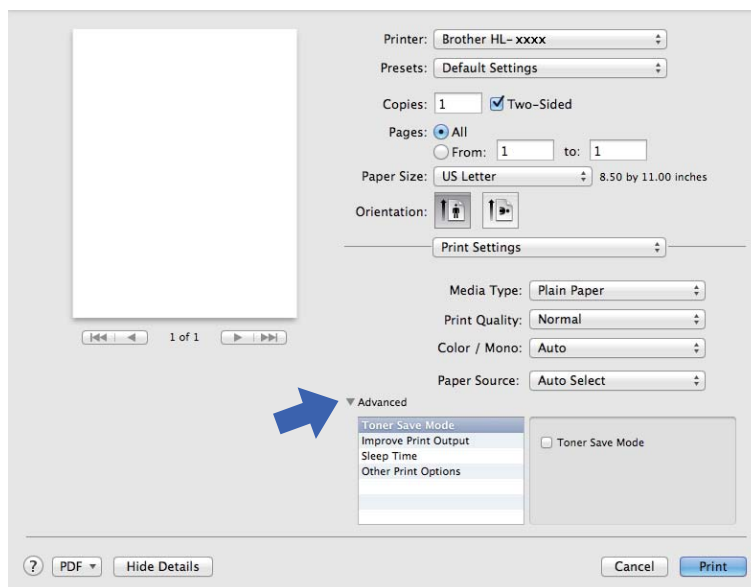 Printer: Brother HL-xxxx
Presets: Default Settings
Copies: 1 Two-Sided
Pages: All
From: 1 to: 1
Paper Size: US Letter 8.50 by 11.00 inches
Orientation:
Print Settings
Media Type: Plain Paper
1 of 1
Print Quality: Normal
Color / Mono: Auto
Paper Source: Auto Select
Advanced
Toner Save Mode
Improve Print Output
Sleep Time
Other Print Options
Toner Save Mode
? PDF Hide Details Cancel Print